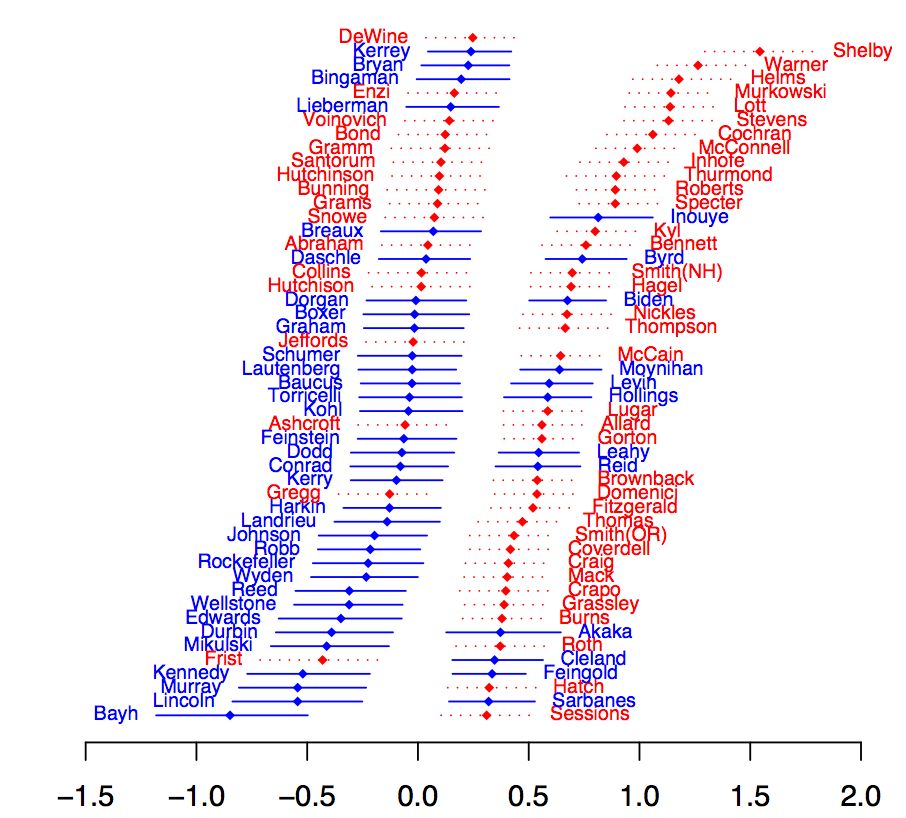 DeWine
Kerrey
Shelby
Bryan
Warner
Bingaman
Helms
Enzi
Murkowski
Lieberman
Lott
Voinovich
Stevens
Bond
Cochran
Gramm
McConnell
Santorum
Inhofe
Hutchinson
Thurmond
Bunning
Roberts
Grams
Specter
Snowe
Inouye
Breaux
Kyl
Abraham
Bennett
Daschle
Byrd
Collins
Smith(NH)
Hutchison
Hagel
Dorgan
Biden
Boxer
Nickles
Graham
Thompson
Jeffords
Schumer
McCain
Lautenberg
Moynihan
Baucus
Levin
Torricelli
Hollings
Kohl
Lugar
Ashcroft
Allard
Feinstein
Gorton
Dodd
Leahy
Conrad
Reid
Kerry
Brownback
Gregg
Domenici
Harkin
Fitzgerald
Landrieu
Thomas
Johnson
Smith(OR)
Robb
Coverdell
Rockefeller
Craig
Wyden
Mack
Reed
Crapo
Wellstone
Grassley
Edwards
Burns
Durbin
Akaka
Mikulski
Roth
Frist
Cleland
Kennedy
Feingold
Murray
Hatch
Lincoln
Sarbanes
Bayh
Sessions
−1.5 −1.0 −0.5 0.0 0.5 1.0 1.5 2.0